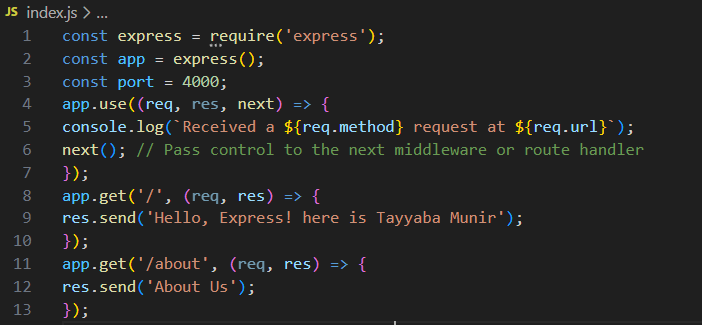 JS index.js > ...
1 const express = require('express');
2 const app = express();
3 const port = 4000;
4 app.use((req, res, next) => {
5 console.log(`Received a ${req.method} request at ${req.url}`);
6 next(); // Pass control to the next middleware or route handler
7 });
8 app.get('/', (req, res) => {
9 res.send('Hello, Express! here is Tayyaba Munir');
10 });
11 app.get('/about', (req, res) => {
12 res.send('About Us');
13 });